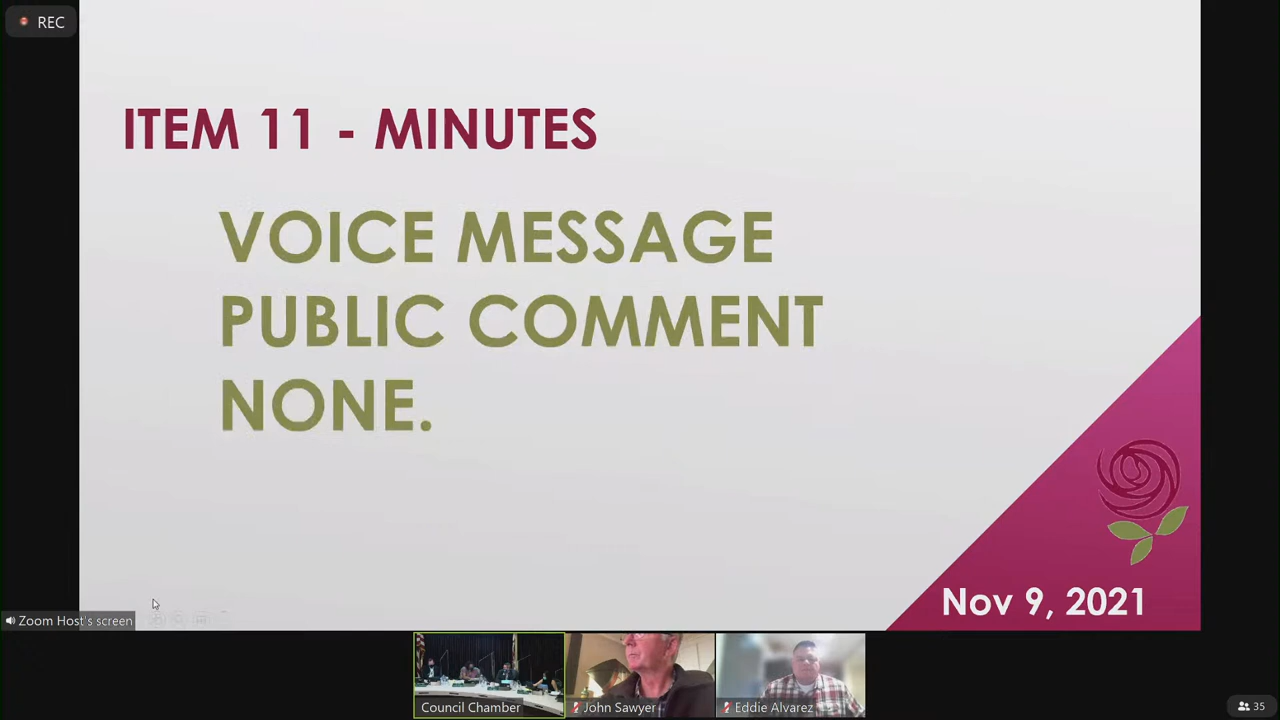 REC
ITEM 11 - MINUTES
VOICE MESSAGE
PUBLIC COMMENT
NONE.
Nov 9, 2021
Zoom Host's screen
Council Chamber
John Sawyer
Eddie Alvarez
35